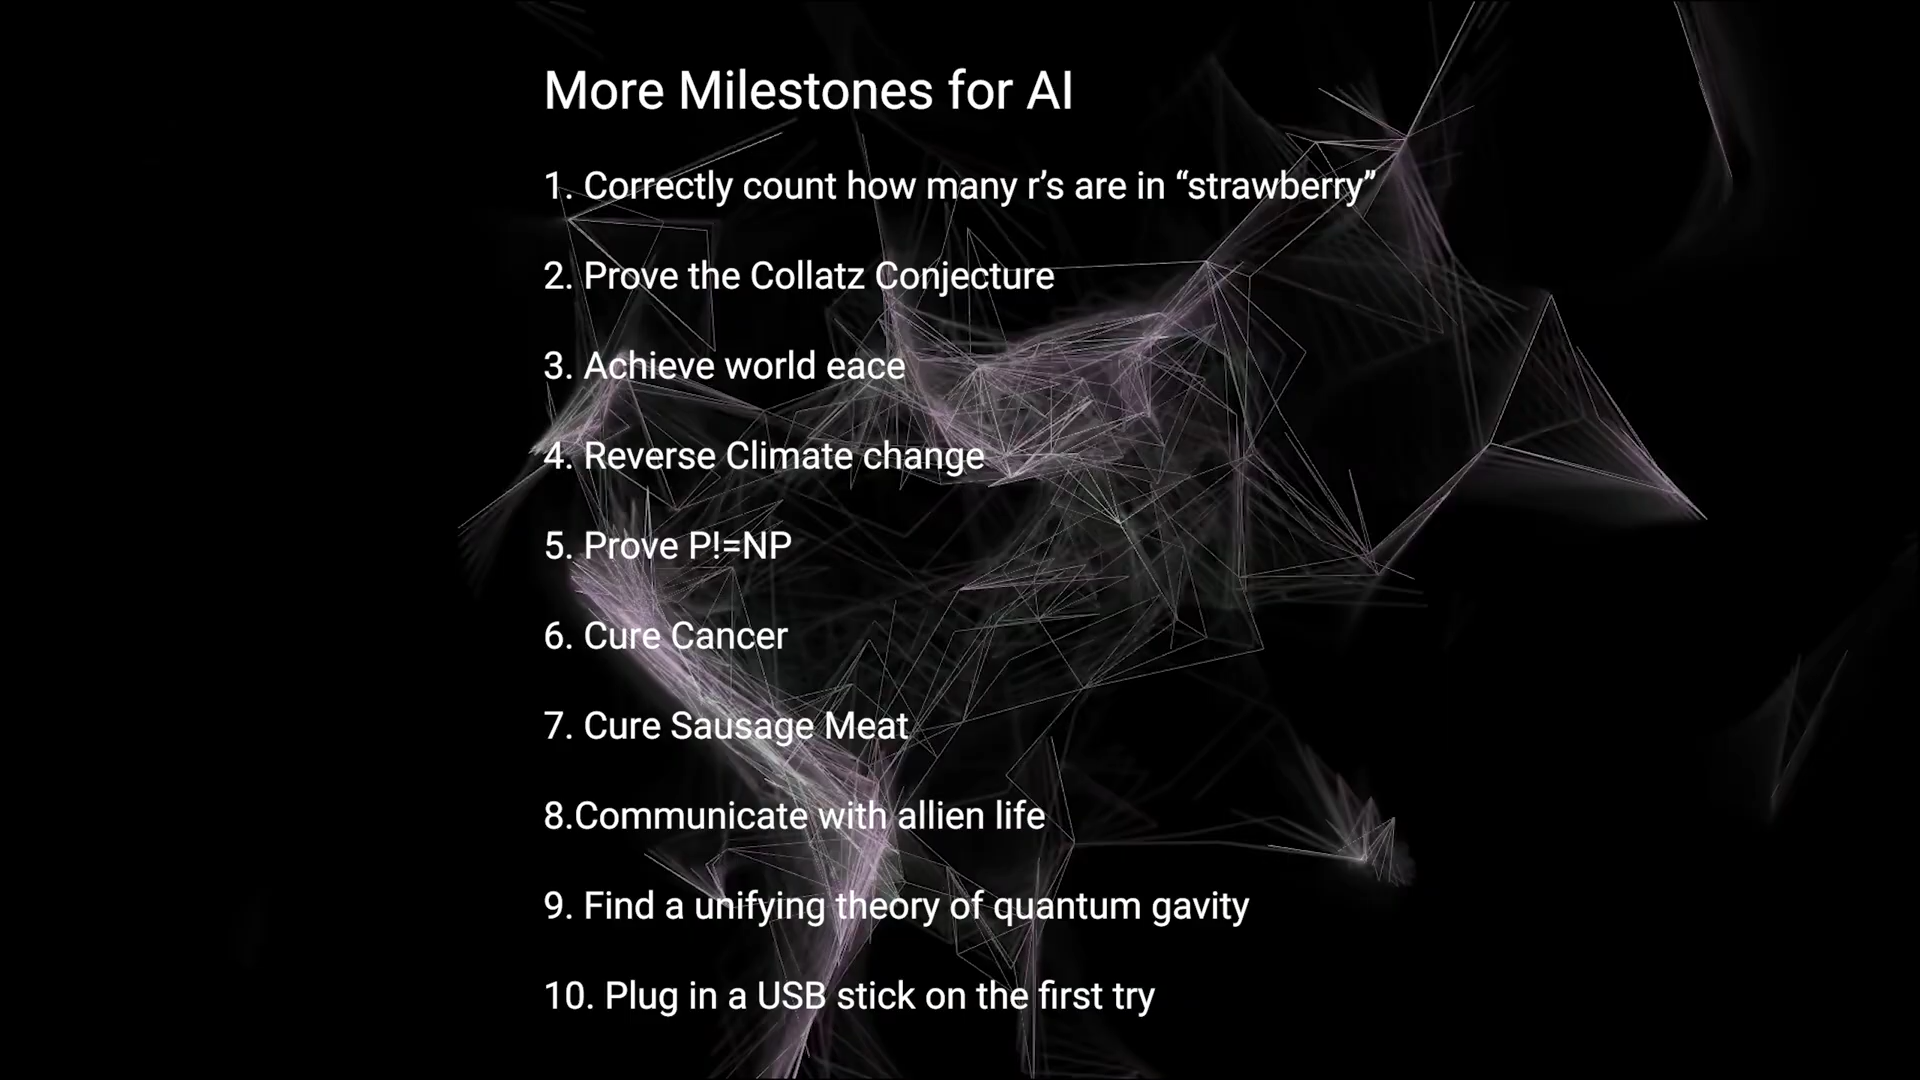 More Milestones for AI
1. Correctly count how many r’s are in “strawberry”
2. Prove the Collatz Conjecture
3. Achieve world eace
4. Reverse Climate change
5. Prove P!=NP
6. Cure Cancer
7. Cure Sausage Meat
8.Communicate with allien life
9. Find a unifying theory of quantum gavity
10. Plug in a USB stick on the first try